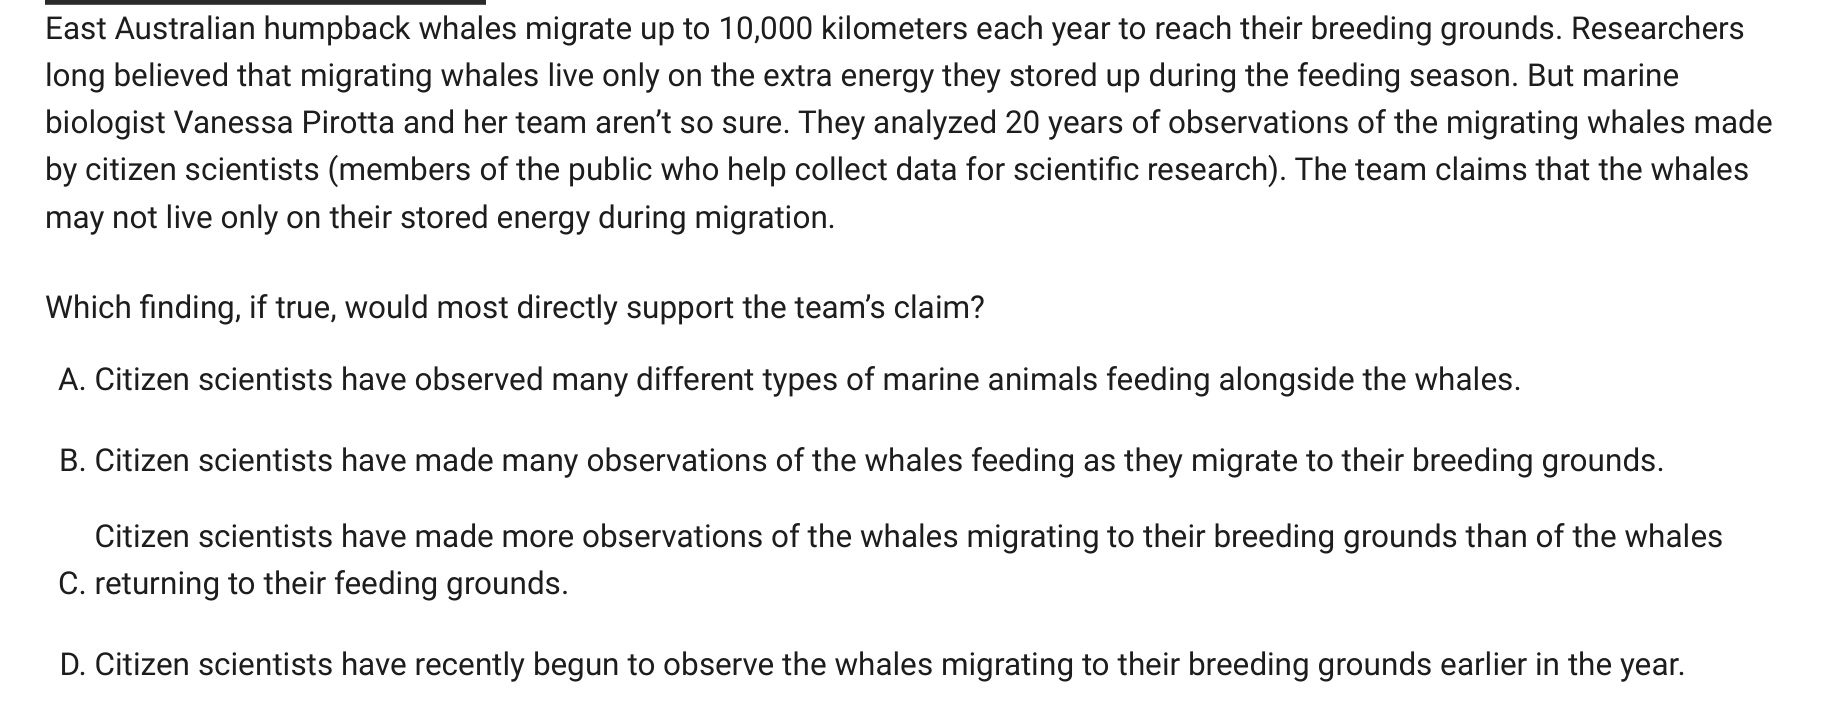 East Australian humpback whales migrate up to 10,000 kilometers each year to reach their breeding grounds. Researchers
long believed that migrating whales live only on the extra energy they stored up during the feeding season. But marine
biologist Vanessa Pirotta and her team aren’t so sure. They analyzed 20 years of observations of the migrating whales made
by citizen scientists (members of the public who help collect data for scientific research). The team claims that the whales
may not live only on their stored energy during migration.
Which finding, if true, would most directly support the team’s claim?
A. Citizen scientists have observed many different types of marine animals feeding alongside the whales.
B. Citizen scientists have made many observations of the whales feeding as they migrate to their breeding grounds.
Citizen scientists have made more observations of the whales migrating to their breeding grounds than of the whales
C. returning to their feeding grounds.
D. Citizen scientists have recently begun to observe the whales migrating to their breeding grounds earlier in the year.